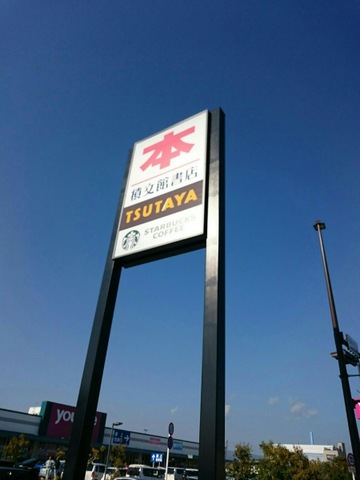 本
積文館書店
TSUTAYA
STARBUCKS
COFFEE
you